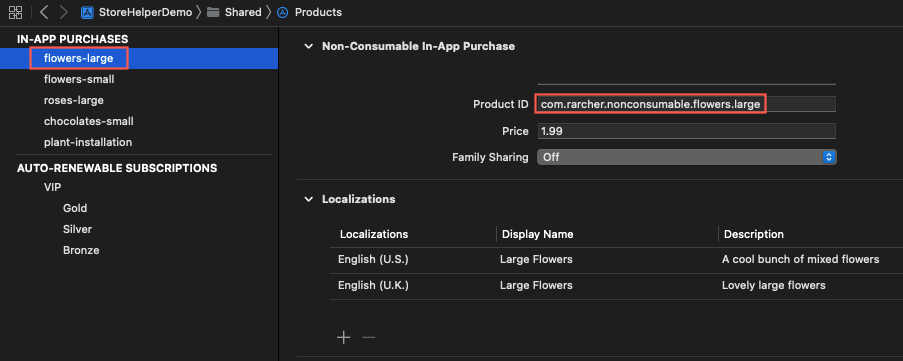 StoreHelperDemo Shared Products
IN-APP PURCHASES
flowers-large
flowers-small
roses-large
chocolates-small
plant-installation
AUTO-RENEWABLE SUBSCRIPTIONS
VIP
Gold
Silver
Bronze
Non-Consumable In-App Purchase
Product ID com.rarcher.nonconsumable.flowers.large
Price 1.99
Family Sharing Off
Localizations
Localizations Display Name Description
English (U.S.) Large Flowers A cool bunch of mixed flowers
English (U.K.) Large Flowers Lovely large flowers